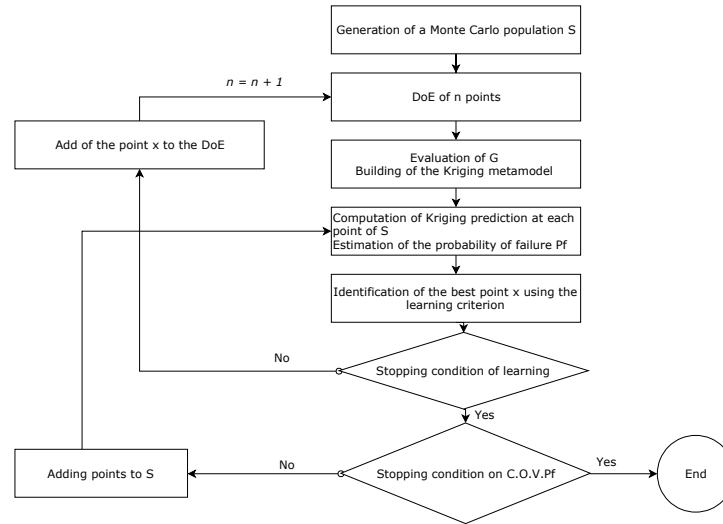 Generation of a Monte Carlo population S
n = n + 1
DoE of n points
Add of the point x to the DoE
Evaluation of G
Building of the Kriging metamodel
Computation of Kriging prediction at each
point of S
Estimation of the probability of failure Pf
Identification of the best point x using the
learning criterion
No
Stopping condition of learning
Yes
Adding points to S
No
Stopping condition on C.O.V.Pf
Yes
End